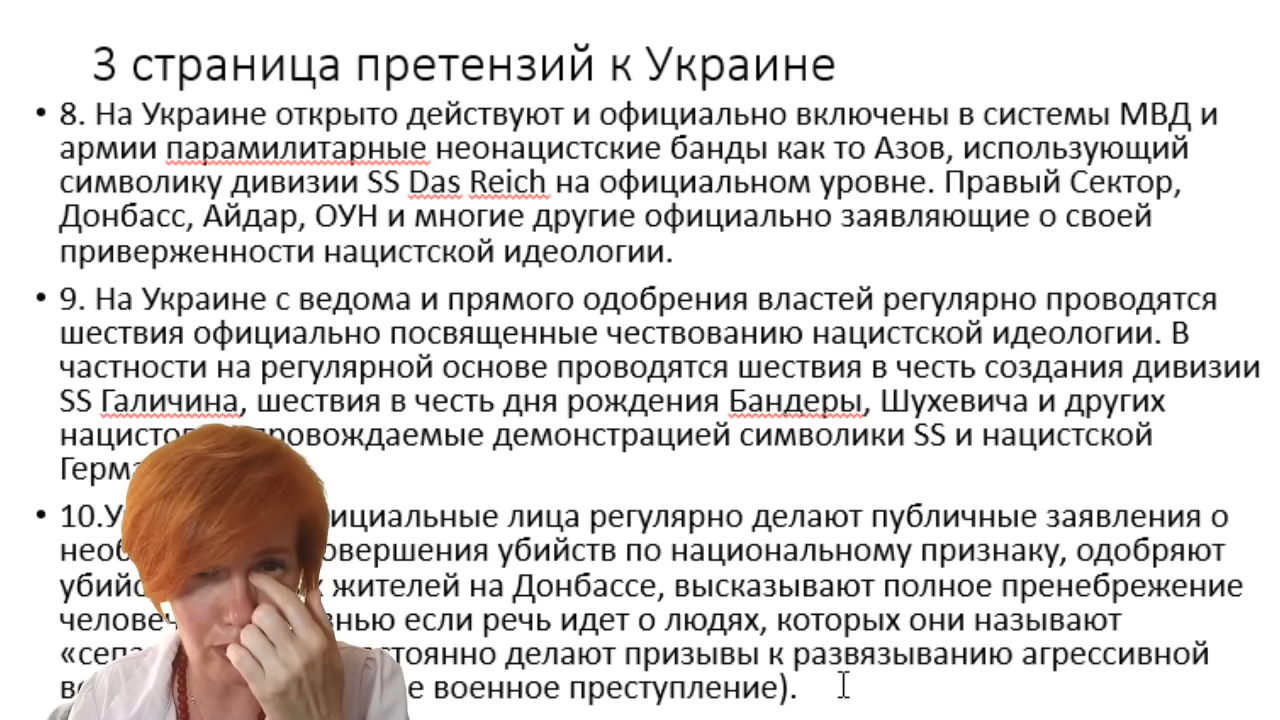 3 страница претензий к Украине
• 8. На Украине открыто действуют и официально включены в системы МВД и
армии парамилитарные неонацистские банды как то Азов, использующий
символику дивизии SS Das Reich на официальном уровне. Правый Сектор,
Донбасс, Айдар, ОУН и многие другие официально заявляющие о своей
приверженности нацистской идеологии.
• 9. На Украине с ведома и прямого одобрения властей регулярно проводятся
шествия официально посвященные чествованию нацистской идеологии. В
частности на регулярной основе проводятся шествия в честь создания дивизии
SS Галичина, шествия в честь дня рождения Бандеры, Шухевича и других
демонстрацией символики SS и нацистской
• 10. лица регулярно делают публичные заявления о
убийств по национальному признаку, одобряют
жителей на Донбассе, высказывают полное пренебрежение
если речь идет о людях, которых они называют
делают призывы к развязыванию агрессивной
военное преступление).